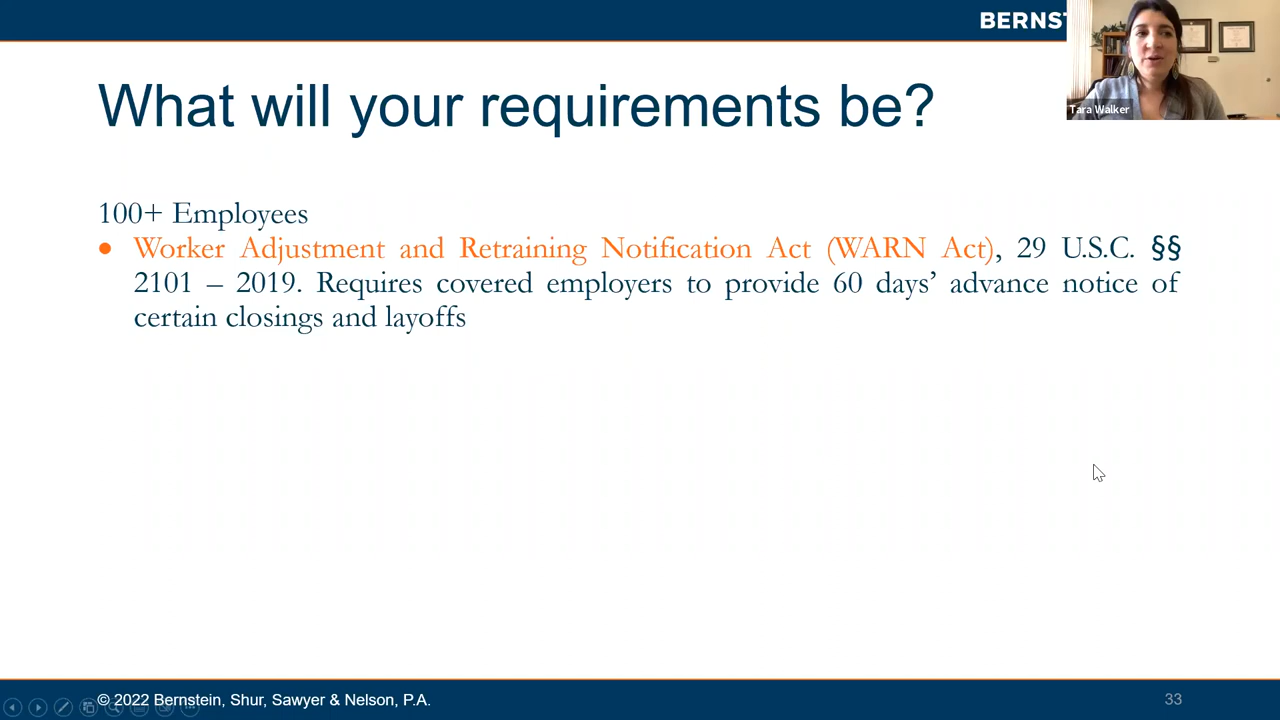 BERNST
Tara Walker
What will your requirements be?
100+ Employees
• Worker Adjustment and Retraining Notification Act (WARN Act), 29 U.S.C. §§
2101 – 2019. Requires covered employers to provide 60 days’ advance notice of
certain closings and layoffs
© 2022 Bernstein, Shur, Sawyer & Nelson, P.A.
33